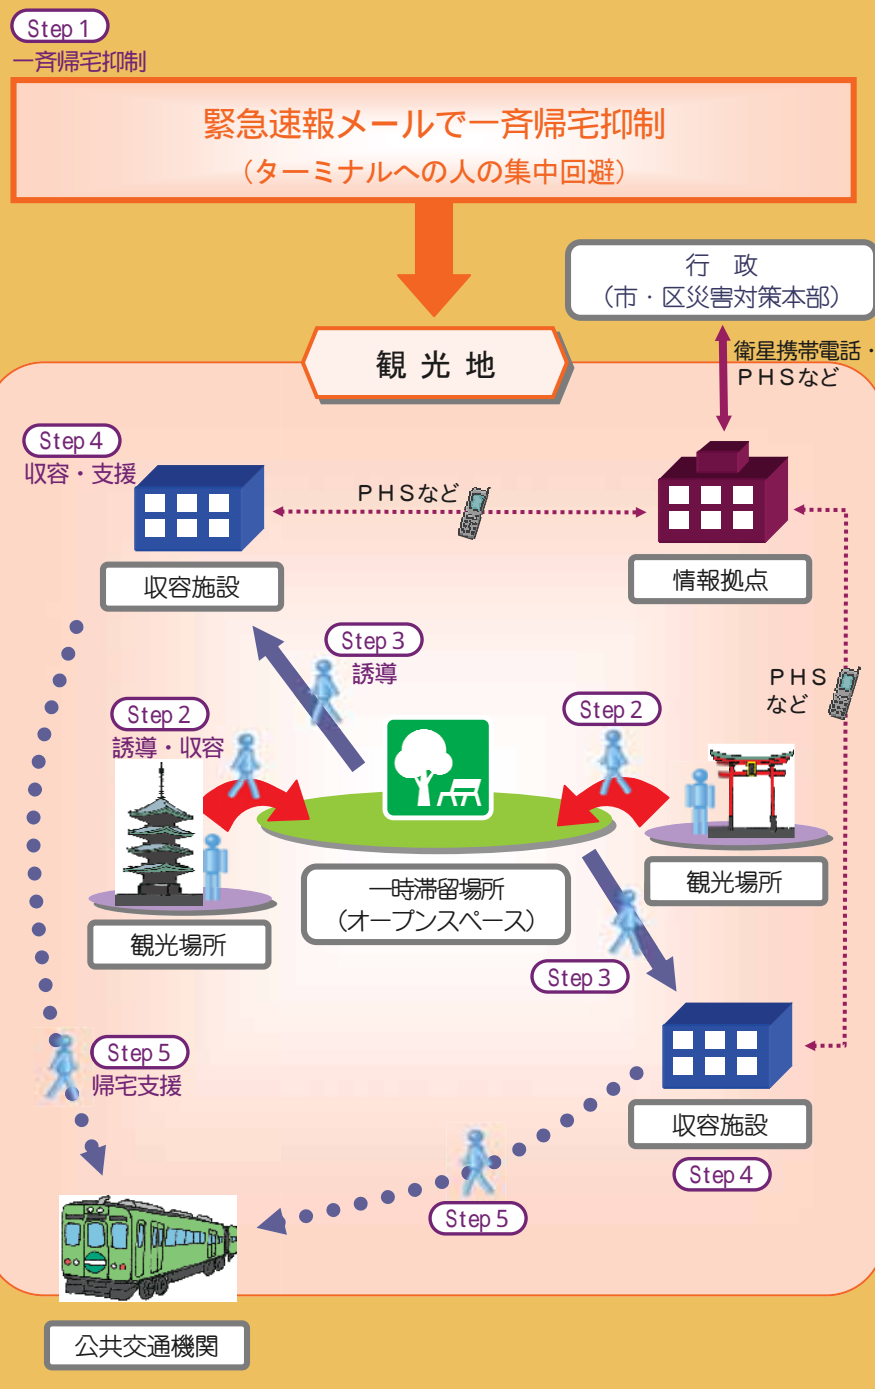 Step 1
一斉帰宅抑制
緊急速報メールで一斉帰宅抑制
（ターミナルへの人の集中回避）
行　政
（市・区災害対策本部）
衛星携帯電話・
ＰＨＳなど
観 光 地
Step 4
収容・支援
ＰＨＳなど
収容施設
情報拠点
Step 3
誘導
ＰＨＳ
など
Step 2
誘導・収容
Step 2
一時滞留場所
（オープンスペース）
観光場所
観光場所
Step 3
Step 5
帰宅支援
収容施設
Step 4
Step 5
公共交通機関